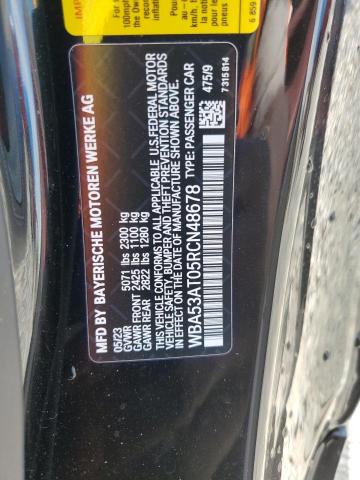 MFD BY BAYERISCHE MOTOREN WERKE AG
05/23
GVWR 5071 lbs 2300 kg
GAWR FRONT 2425 lbs 1100 kg
GAWR REAR 2822 lbs 1280 kg
THIS VEHICLE CONFORMS TO ALL APPLICABLE U.S.FEDERAL MOTOR
VEHICLE SAFETY, BUMPER AND THEFT PREVENTION STANDARDS
IN EFFECT ON THE DATE OF MANUFACTURE SHOWN ABOVE.
WBA53AT05RCN48678 TYPE: PASSENGER CAR
475/9
7 315 814
6 859